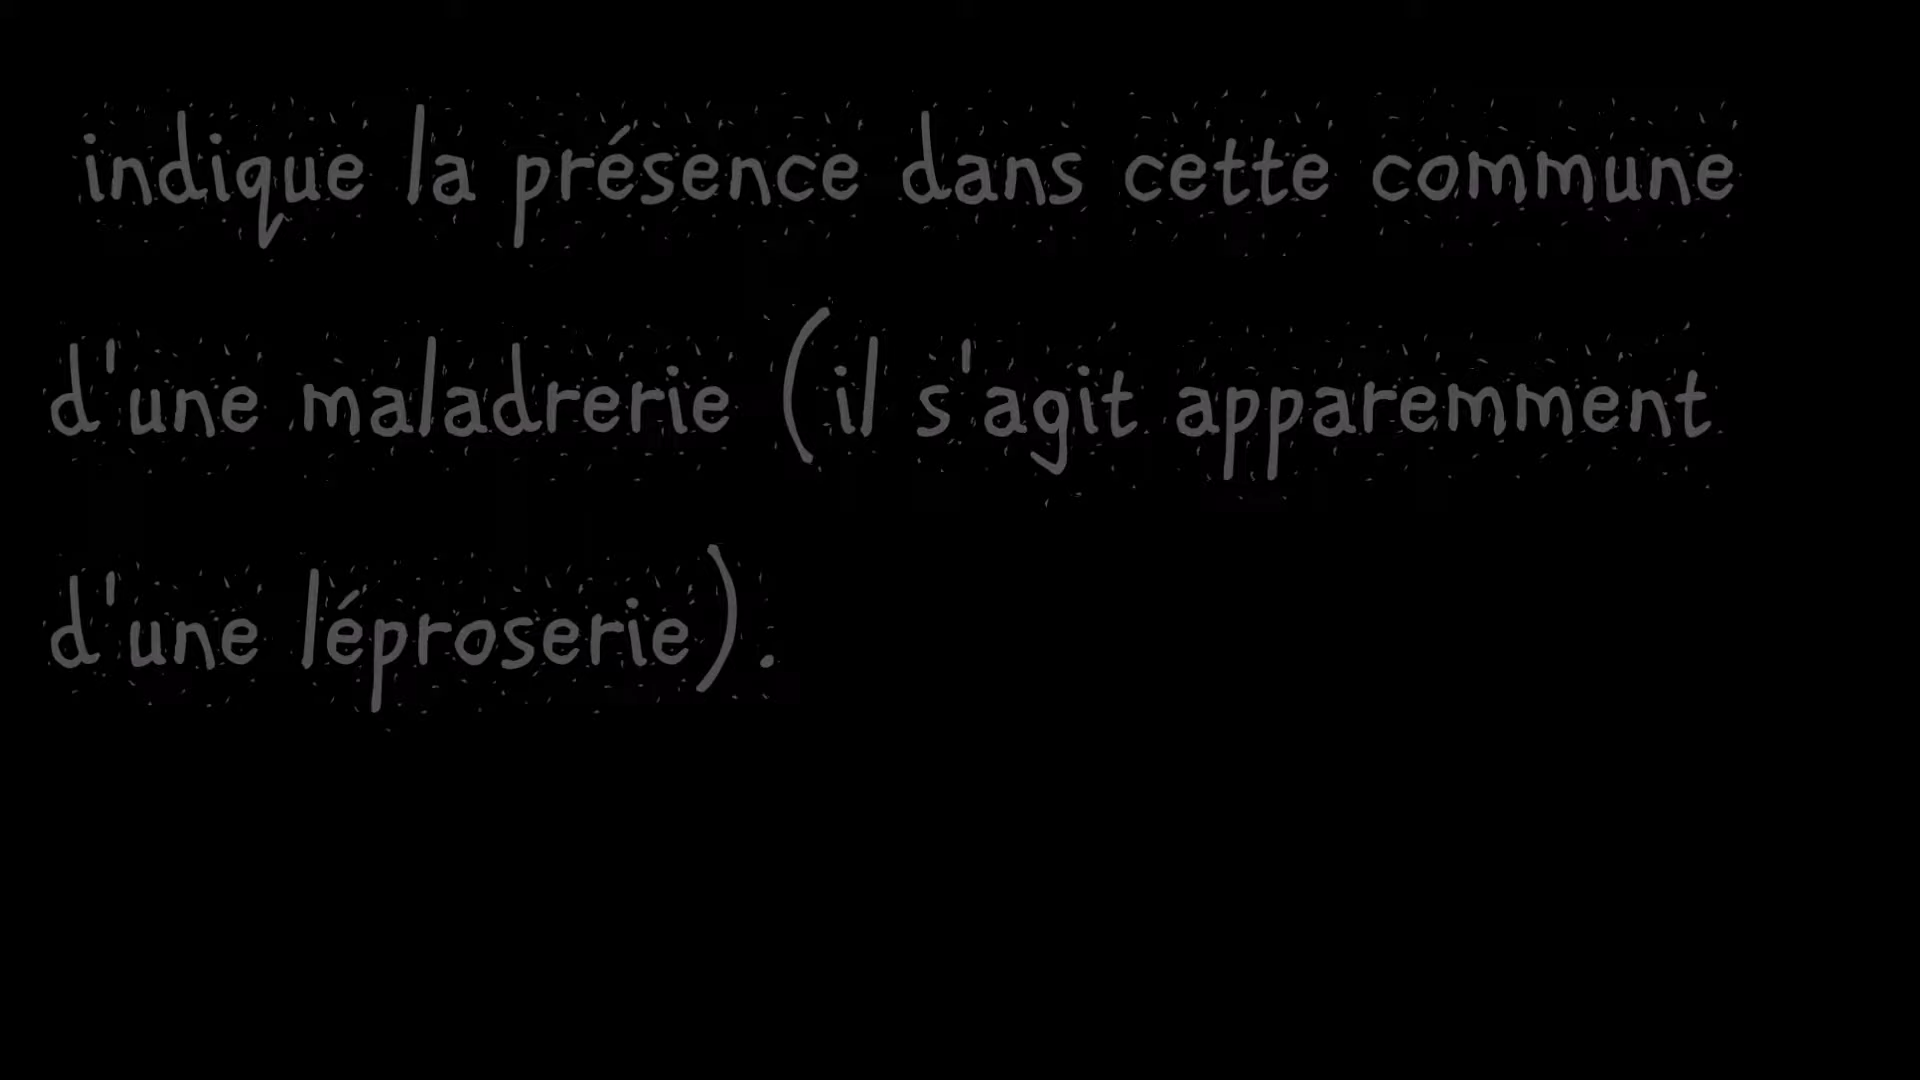 indique la présence dans cette commune
d'une maladrerie (il s'agit apparemment
d'une léproserie).